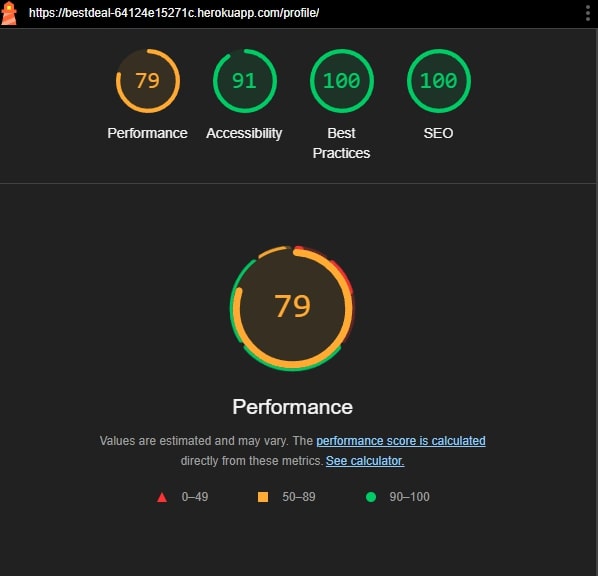 https://bestdeal-64124e15271c.herokuapp.com/profile/
79 91 100 100
Performance Accessibility Best Practices SEO
79
Performance
Values are estimated and may vary. The performance score is calculated
directly from these metrics. See calculator.
0–49 50–89 90–100